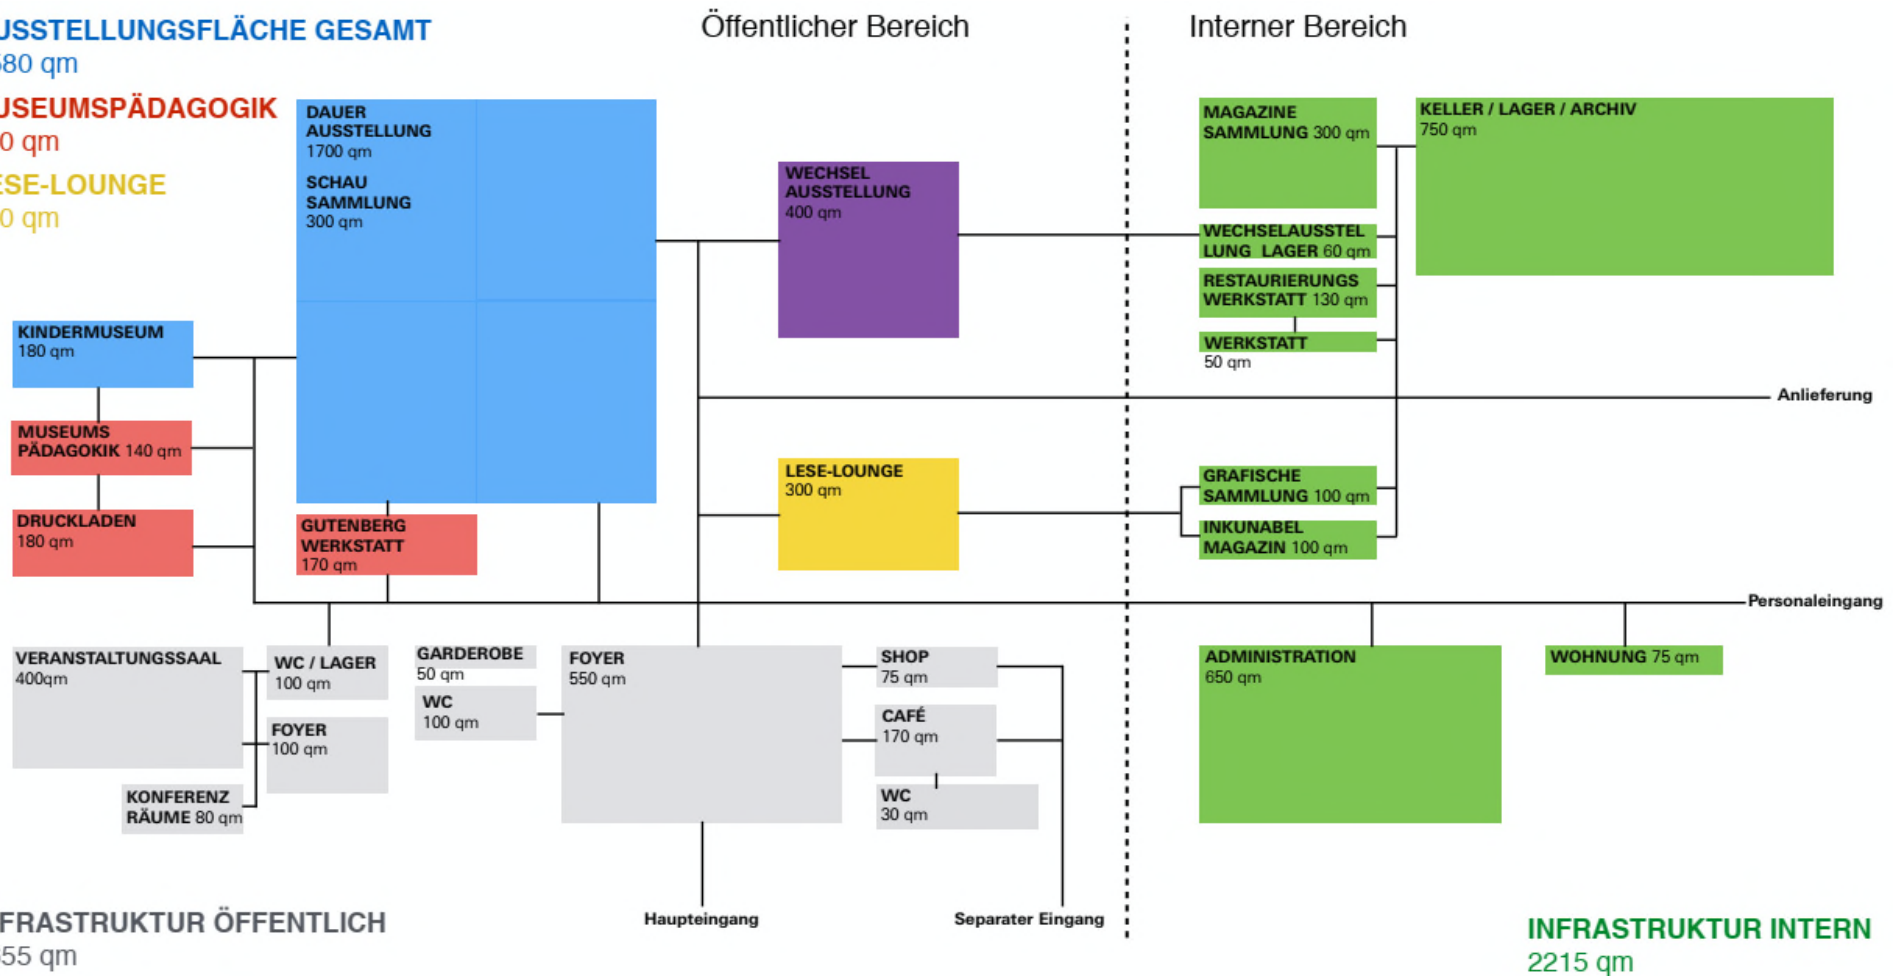 USSTELLUNGSFLÄCHE GESAMT
80 qm
USEUMSPÄDAGOGIK
0 qm
ESE-LOUNGE
0 qm
Öffentlicher Bereich
Interner Bereich
DAUER
AUSSTELLUNG
1700 qm
SCHAU
SAMMLUNG
300 qm
WECHSEL
AUSSTELLUNG
400 qm
MAGAZINE
SAMMLUNG 300 qm
KELLER / LAGER / ARCHIV
750 qm
WECHSELAUSSTEL
LUNG LAGER 60 qm
RESTAURIERUNGS
WERKSTATT 130 qm
WERKSTATT
50 qm
KINDERMUSEUM
180 qm
MUSEUMS
PÄDAGOKIK 140 qm
DRUCKLADEN
180 qm
GUTENBERG
WERKSTATT
170 qm
LESE-LOUNGE
300 qm
Anlieferung
GRAFISCHE
SAMMLUNG 100 qm
INKUNABEL
MAGAZIN 100 qm
Personaleingang
VERANSTALTUNGSSAAL
400qm
WC / LAGER
100 qm
FOYER
100 qm
KONFERENZ
RÄUME 80 qm
GARDEROBE
50 qm
WC
100 qm
FOYER
550 qm
SHOP
75 qm
CAFÉ
170 qm
WC
30 qm
ADMINISTRATION
650 qm
WOHNUNG 75 qm
Haupteingang
Separater Eingang
FRASTRUKTUR ÖFFENTLICH
55 qm
INFRASTRUKTUR INTERN
2215 qm